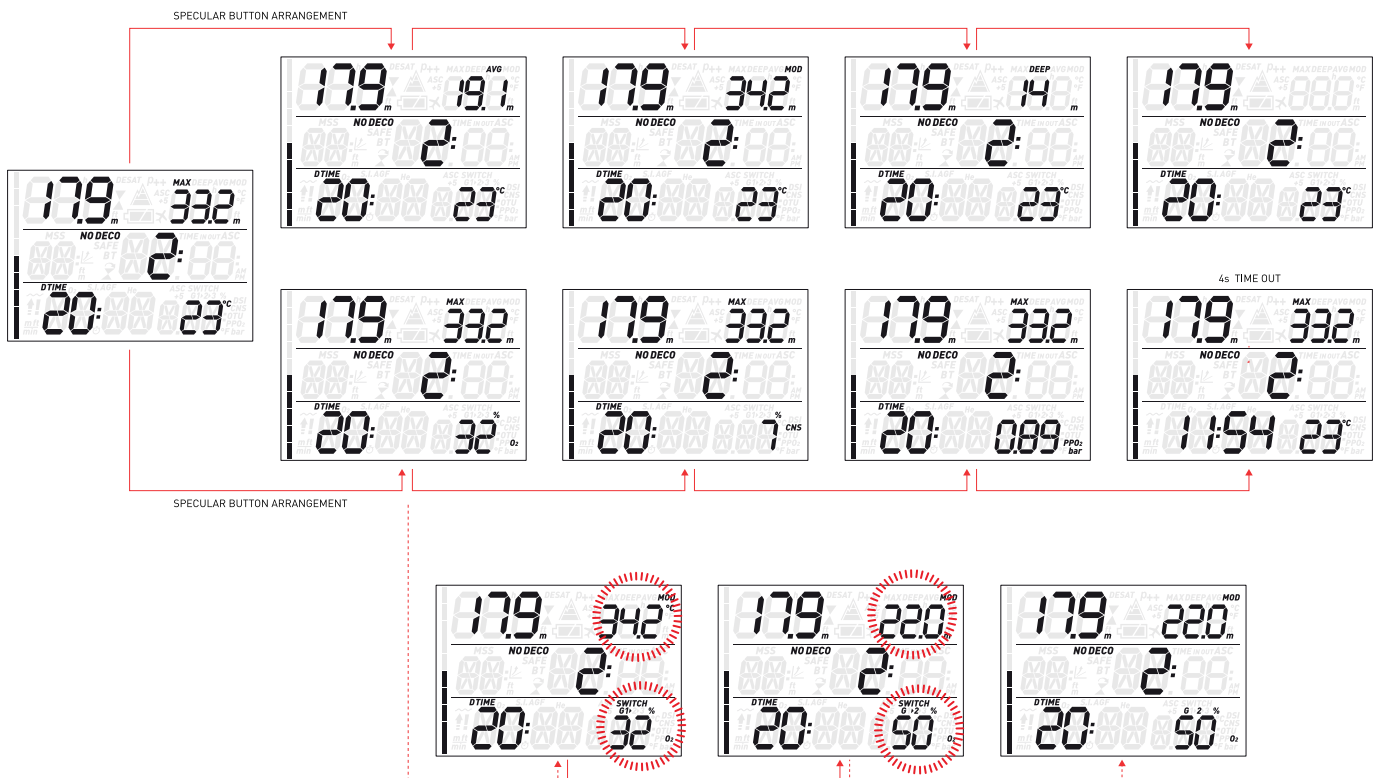 SPECULAR BUTTON ARRANGEMENT
17.9 m AVG 19.1 m
NO DECO
2:
DTIME
20: 23 °C
17.9 m MOD 34.2 m
NO DECO
2:
DTIME
20: 23 °C
17.9 m DEEP 14 m
NO DECO
2:
DTIME
20: 23 °C
17.9 m
NO DECO
2:
DTIME
20: 23 °C
17.9 m MAX 33.2 m
NO DECO
2:
DTIME
20: 23 °C
17.9 m MAX 33.2 m
NO DECO
2:
DTIME
20: 32 % O2
17.9 m MAX 33.2 m
NO DECO
2:
DTIME
20: 7 % CNS
17.9 m MAX 33.2 m
NO DECO
2:
DTIME
20: 0.89 PPO2 bar
4s TIME OUT
17.9 m MAX 33.2 m
NO DECO
2:
DTIME
11:54 23 °C
SPECULAR BUTTON ARRANGEMENT
17.9 m MOD 34.2 °C
NO DECO
2:
DTIME SWITCH
G1 %
20: 32 O2
17.9 m MOD 22.0 m
NO DECO
2:
DTIME SWITCH
G 2 %
20: 50 O2
17.9 m MOD 22.0 m
NO DECO
2:
DTIME G 2 %
20: 50 O2